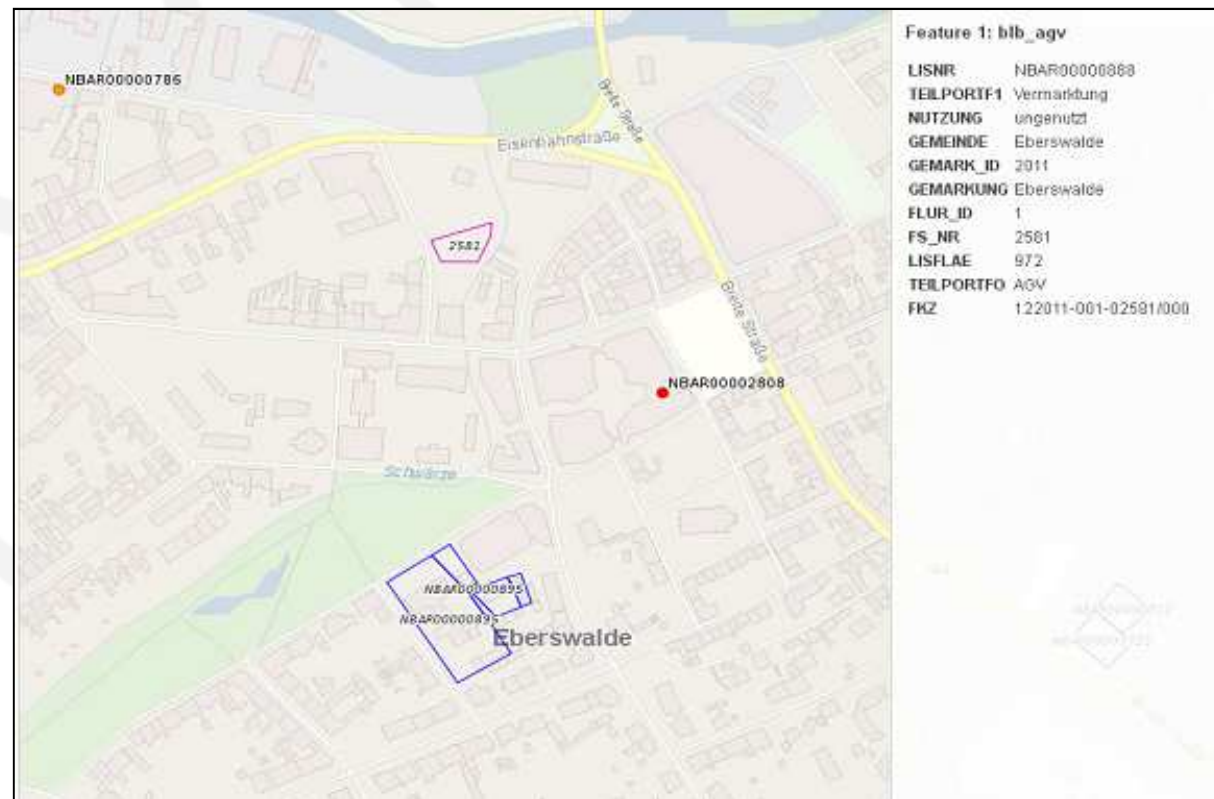 NBAR00000786
Breite Straße
Eisenbahnstraße
2581
Breite Straße
NBAR00002808
Schwärze
NBAR00000895
NBAR00000895
Eberswalde
Feature 1: blb_agv
LISNR NBAR00000888
TEILPORTF1 Vermarktung
NUTZUNG ungenutzt
GEMEINDE Eberswalde
GEMARK_ID 2011
GEMARKUNG Eberswalde
FLUR_ID 1
FS_NR 2581
LISFLAE 972
TEILPORTFO AGV
FKZ 122011-001-02581/000